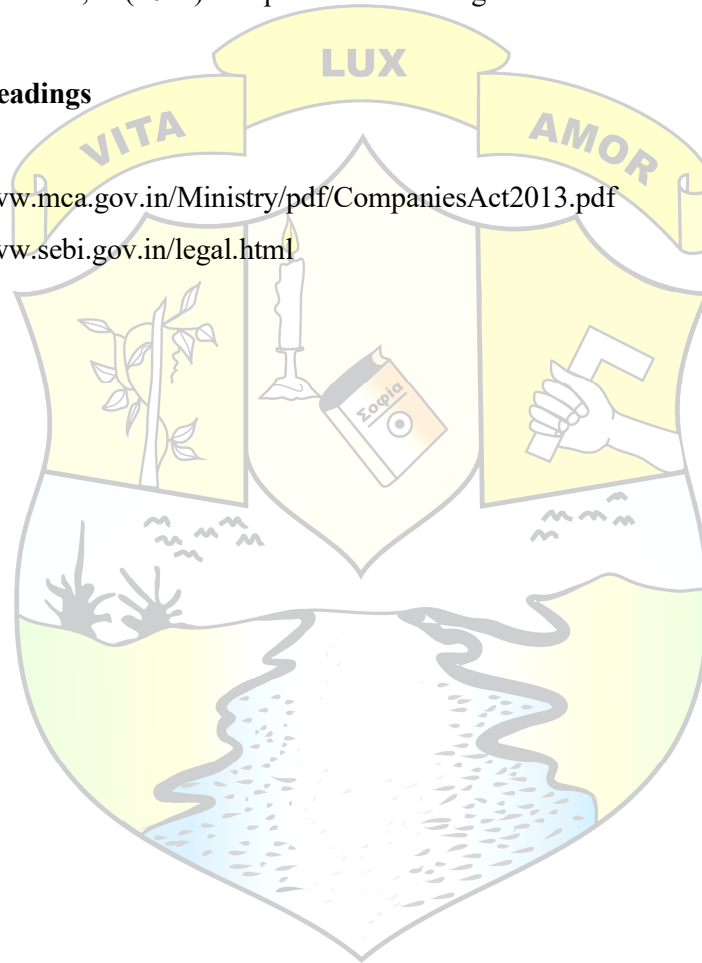 LUX
eadings
VITA
AMOR
ww.mca.gov.in/Ministry/pdf/CompaniesAct2013.pdf
ww.sebi.gov.in/legal.html
Σοφία